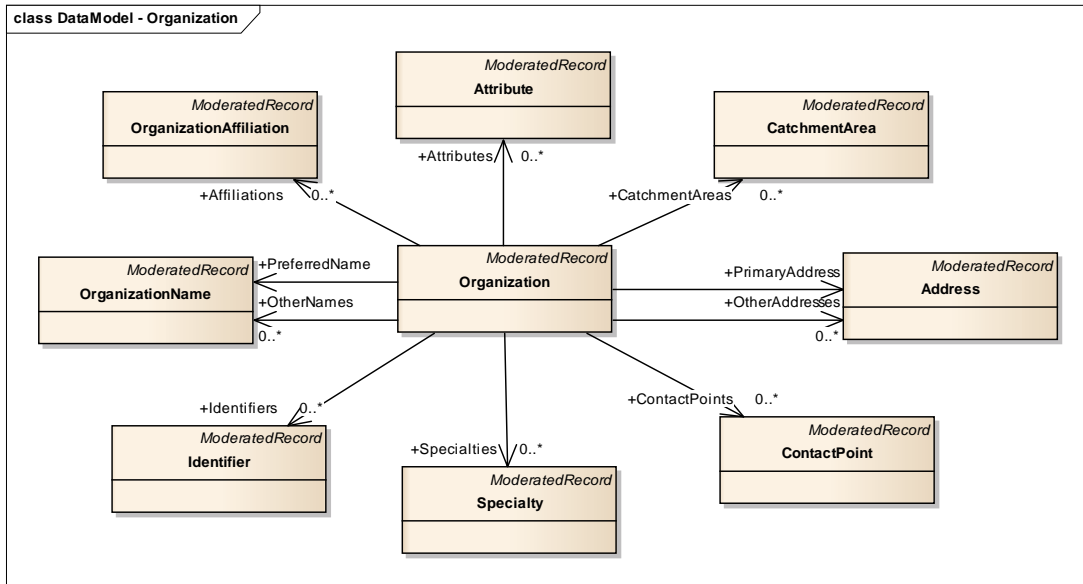 class DataModel - Organization
ModeratedRecord
Attribute
ModeratedRecord
OrganizationAffiliation
ModeratedRecord
CatchmentArea
+Attributes 0..*
+Affiliations 0..*
+CatchmentAreas 0..*
ModeratedRecord
Organization
ModeratedRecord
OrganizationName
+PreferredName
+OtherNames
0..*
+PrimaryAddress
+OtherAddresses
0..*
ModeratedRecord
Address
+Identifiers 0..*
+Specialties 0..*
+ContactPoints 0..*
ModeratedRecord
Identifier
ModeratedRecord
Specialty
ModeratedRecord
ContactPoint